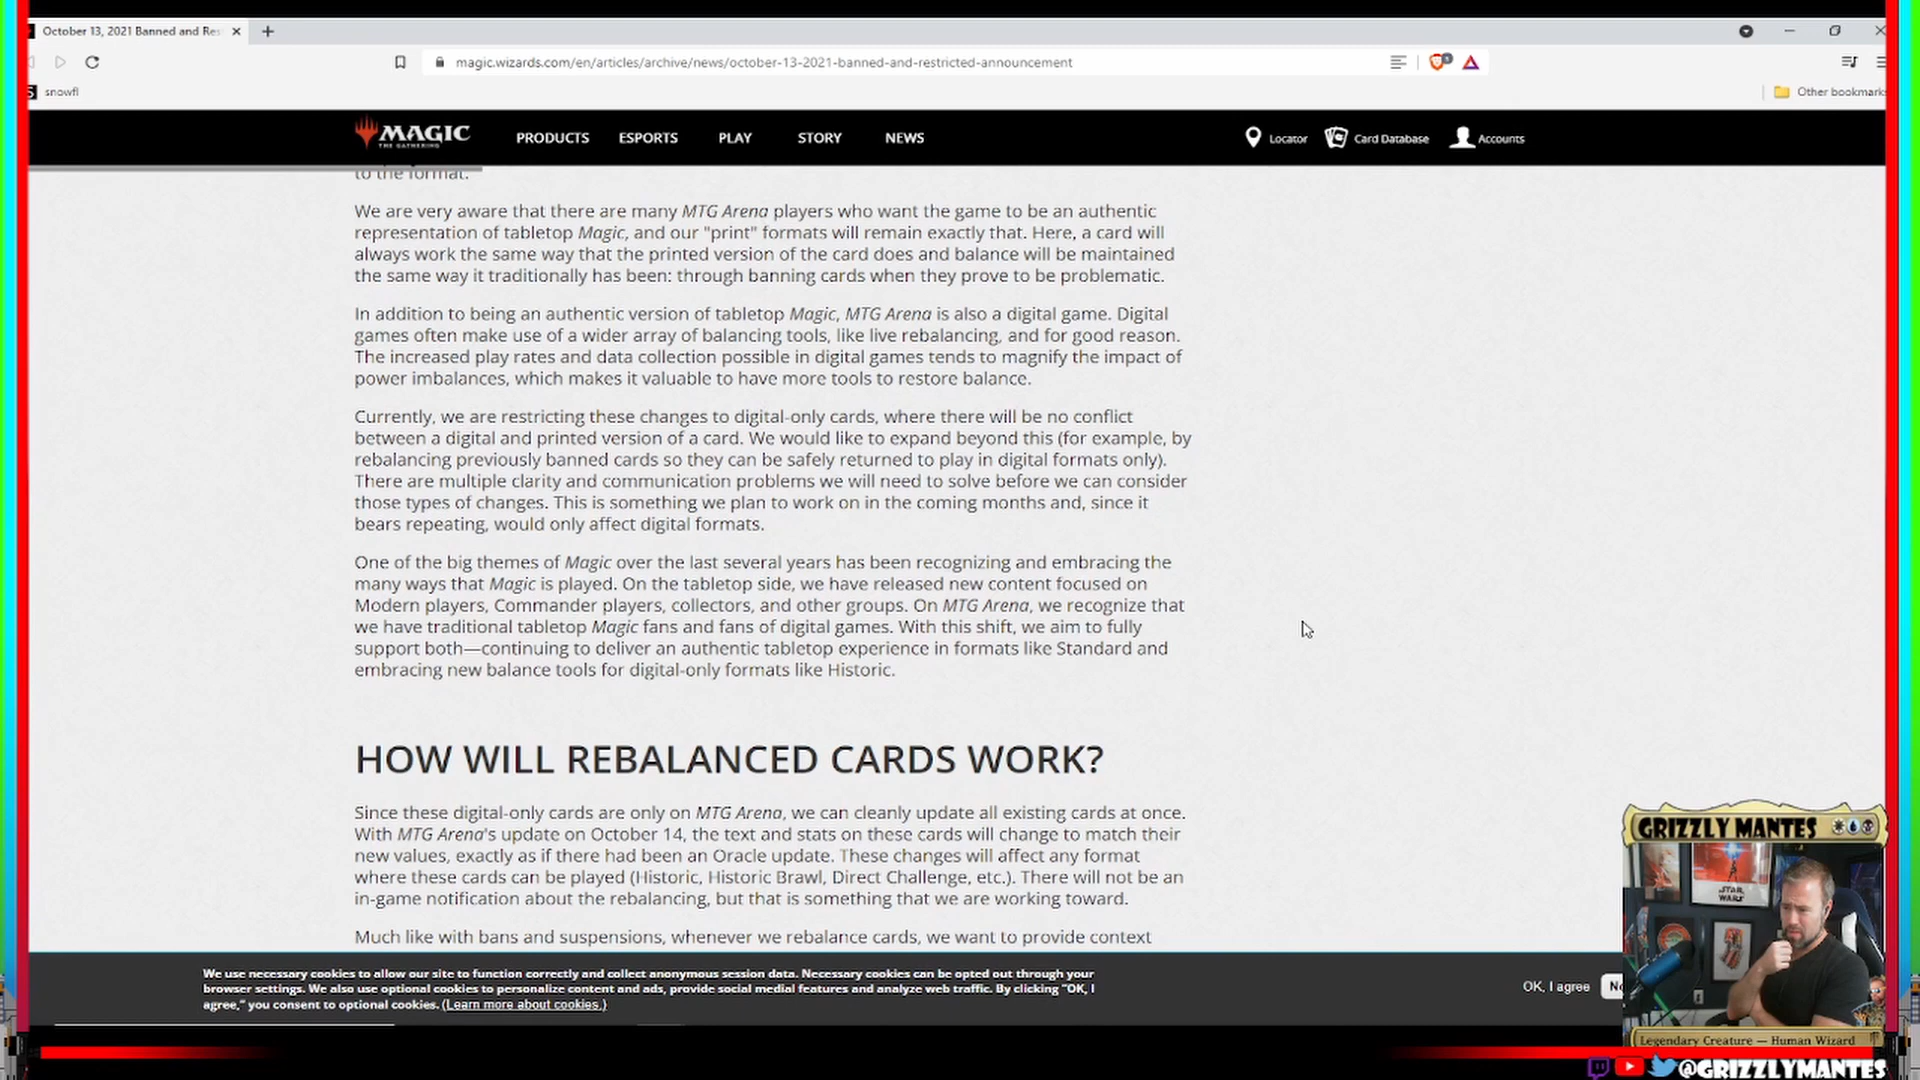 October 13, 2021 Banned and Res
magic.wizards.com/en/articles/archive/news/october-13-2021-banned-and-restricted-announcement
snowfl
Other bookmarks
MAGIC
THE GATHERING
PRODUCTS
ESPORTS
PLAY
STORY
NEWS
Locator
Card Database
Accounts
to the format.
We are very aware that there are many MTG Arena players who want the game to be an authentic
representation of tabletop Magic, and our "print" formats will remain exactly that. Here, a card will
always work the same way that the printed version of the card does and balance will be maintained
the same way it traditionally has been: through banning cards when they prove to be problematic.
In addition to being an authentic version of tabletop Magic, MTG Arena is also a digital game. Digital
games often make use of a wider array of balancing tools, like live rebalancing, and for good reason.
The increased play rates and data collection possible in digital games tends to magnify the impact of
power imbalances, which makes it valuable to have more tools to restore balance.
Currently, we are restricting these changes to digital-only cards, where there will be no conflict
between a digital and printed version of a card. We would like to expand beyond this (for example, by
rebalancing previously banned cards so they can be safely returned to play in digital formats only).
There are multiple clarity and communication problems we will need to solve before we can consider
those types of changes. This is something we plan to work on in the coming months and, since it
bears repeating, would only affect digital formats.
One of the big themes of Magic over the last several years has been recognizing and embracing the
many ways that Magic is played. On the tabletop side, we have released new content focused on
Modern players, Commander players, collectors, and other groups. On MTG Arena, we recognize that
we have traditional tabletop Magic fans and fans of digital games. With this shift, we aim to fully
support both—continuing to deliver an authentic tabletop experience in formats like Standard and
embracing new balance tools for digital-only formats like Historic.
HOW WILL REBALANCED CARDS WORK?
Since these digital-only cards are only on MTG Arena, we can cleanly update all existing cards at once.
With MTG Arena's update on October 14, the text and stats on these cards will change to match their
new values, exactly as if there had been an Oracle update. These changes will affect any format
where these cards can be played (Historic, Historic Brawl, Direct Challenge, etc.). There will not be an
in-game notification about the rebalancing, but that is something that we are working toward.
Much like with bans and suspensions, whenever we rebalance cards, we want to provide context
We use necessary cookies to allow our site to function correctly and collect anonymous session data. Necessary cookies can be opted out through your
browser settings. We also use optional cookies to personalize content and ads, provide social medial features and analyze web traffic. By clicking "OK, I
agree," you consent to optional cookies. (Learn more about cookies.)
OK, I agree
No
GRIZZLY MANTES
STAR
WARS
Legendary Creature — Human Wizard
@GRIZZLYMANTES